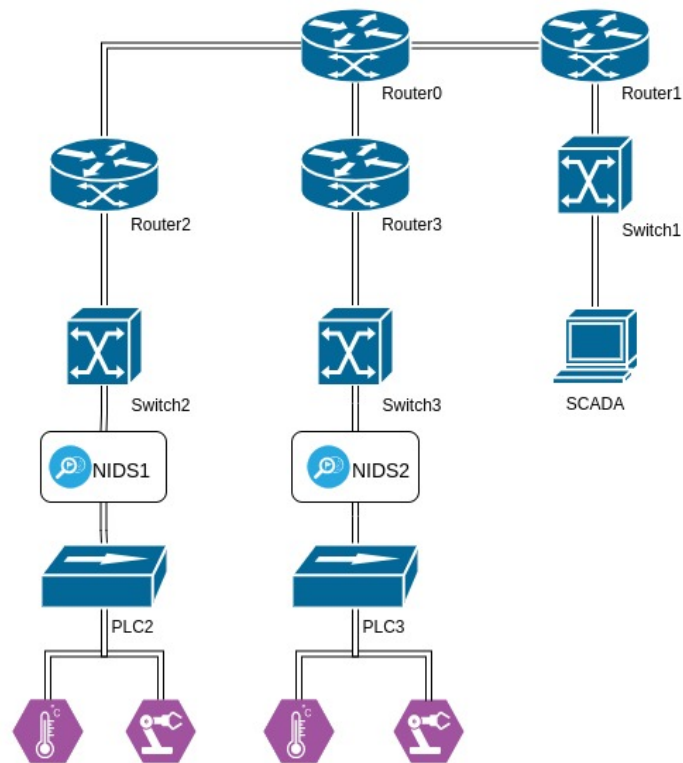 Router0
Router1
Router2
Router3
Switch1
Switch2
Switch3
SCADA
NIDS1
NIDS2
PLC2
PLC3
°C
°C